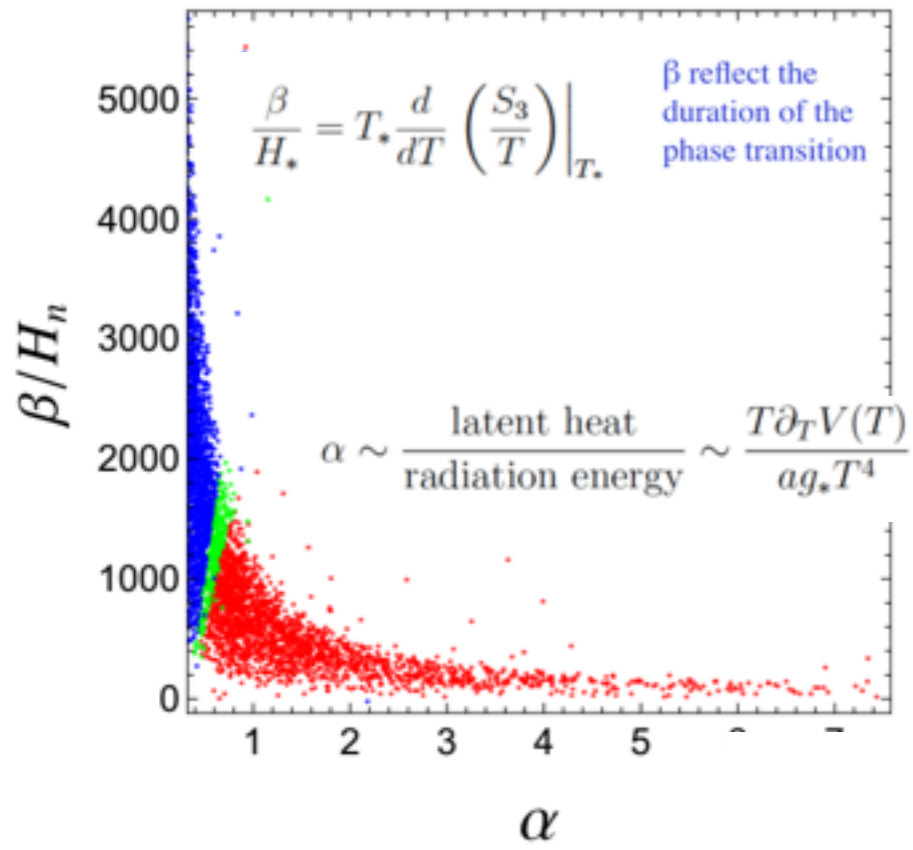 5000
4000
3000
2000
1000
0
β/H_n
β/H_* = T_* d/dT (S_3/T)|_{T_*}
β reflect the
duration of the
phase transition
α ∼ latent heat/radiation energy ∼ T∂_T V(T)/ag_*T^4
1 2 3 4 5
α